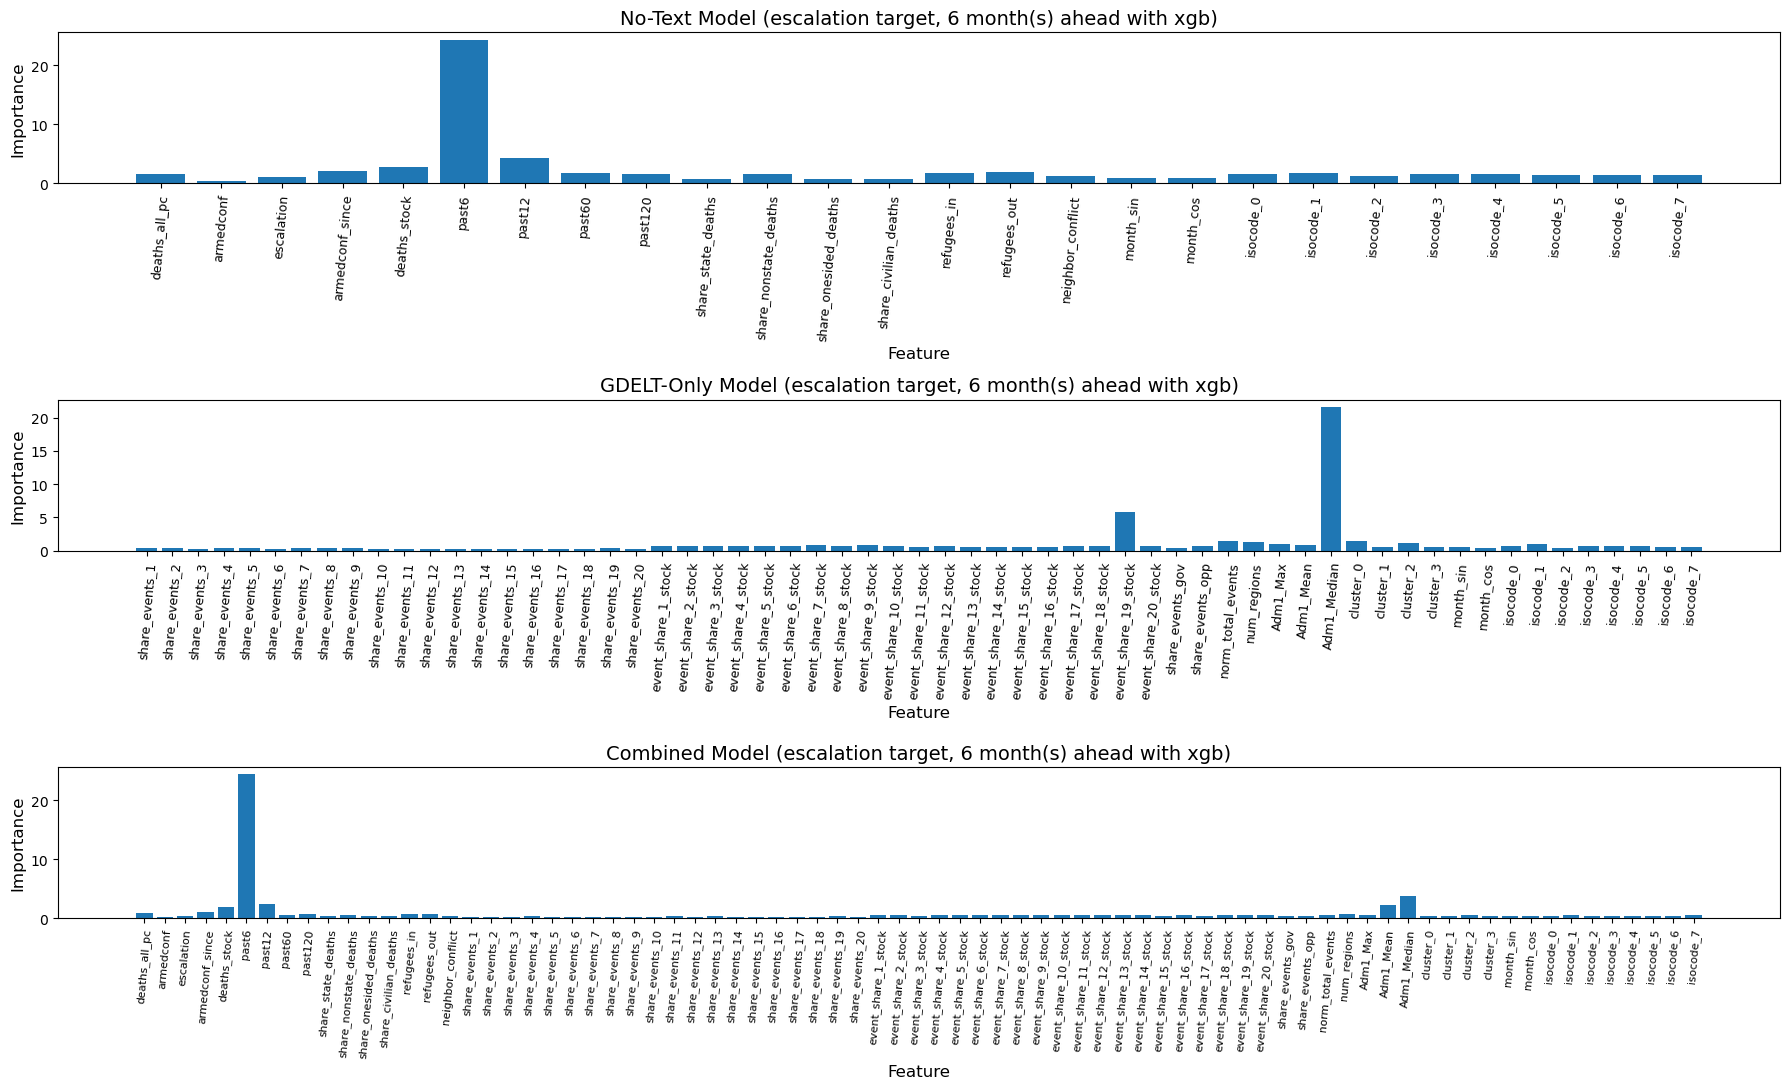 No-Text Model (escalation target, 6 month(s) ahead with xgb)
Importance
20
10
0
deaths_all_pc
armedconf
escalation
armedconf_since
deaths_stock
past6
past12
past60
past120
share_state_deaths
share_nonstate_deaths
share_onesided_deaths
share_civilian_deaths
refugees_in
refugees_out
neighbor_conflict
month_sin
month_cos
isocode_0
isocode_1
isocode_2
isocode_3
isocode_4
isocode_5
isocode_6
isocode_7
Feature
GDELT-Only Model (escalation target, 6 month(s) ahead with xgb)
Importance
20
15
10
5
0
share_events_1
share_events_2
share_events_3
share_events_4
share_events_5
share_events_6
share_events_7
share_events_8
share_events_9
share_events_10
share_events_11
share_events_12
share_events_13
share_events_14
share_events_15
share_events_16
share_events_17
share_events_18
share_events_19
share_events_20
event_share_1_stock
event_share_2_stock
event_share_3_stock
event_share_4_stock
event_share_5_stock
event_share_6_stock
event_share_7_stock
event_share_8_stock
event_share_9_stock
event_share_10_stock
event_share_11_stock
event_share_12_stock
event_share_13_stock
event_share_14_stock
event_share_15_stock
event_share_16_stock
event_share_17_stock
event_share_18_stock
event_share_19_stock
event_share_20_stock
share_events_gov
share_events_opp
norm_total_events
num_regions
Adm1_Max
Adm1_Mean
Adm1_Median
cluster_0
cluster_1
cluster_2
cluster_3
month_sin
month_cos
isocode_0
isocode_1
isocode_2
isocode_3
isocode_4
isocode_5
isocode_6
isocode_7
Feature
Combined Model (escalation target, 6 month(s) ahead with xgb)
Importance
20
10
0
deaths_all_pc
armedconf
escalation
armedconf_since
deaths_stock
past6
past12
past60
past120
share_state_deaths
share_nonstate_deaths
share_onesided_deaths
share_civilian_deaths
refugees_in
refugees_out
neighbor_conflict
share_events_1
share_events_2
share_events_3
share_events_4
share_events_5
share_events_6
share_events_7
share_events_8
share_events_9
share_events_10
share_events_11
share_events_12
share_events_13
share_events_14
share_events_15
share_events_16
share_events_17
share_events_18
share_events_19
share_events_20
event_share_1_stock
event_share_2_stock
event_share_3_stock
event_share_4_stock
event_share_5_stock
event_share_6_stock
event_share_7_stock
event_share_8_stock
event_share_9_stock
event_share_10_stock
event_share_11_stock
event_share_12_stock
event_share_13_stock
event_share_14_stock
event_share_15_stock
event_share_16_stock
event_share_17_stock
event_share_18_stock
event_share_19_stock
event_share_20_stock
share_events_gov
share_events_opp
norm_total_events
num_regions
Adm1_Max
Adm1_Mean
Adm1_Median
cluster_0
cluster_1
cluster_2
cluster_3
month_sin
month_cos
isocode_0
isocode_1
isocode_2
isocode_3
isocode_4
isocode_5
isocode_6
isocode_7
Feature